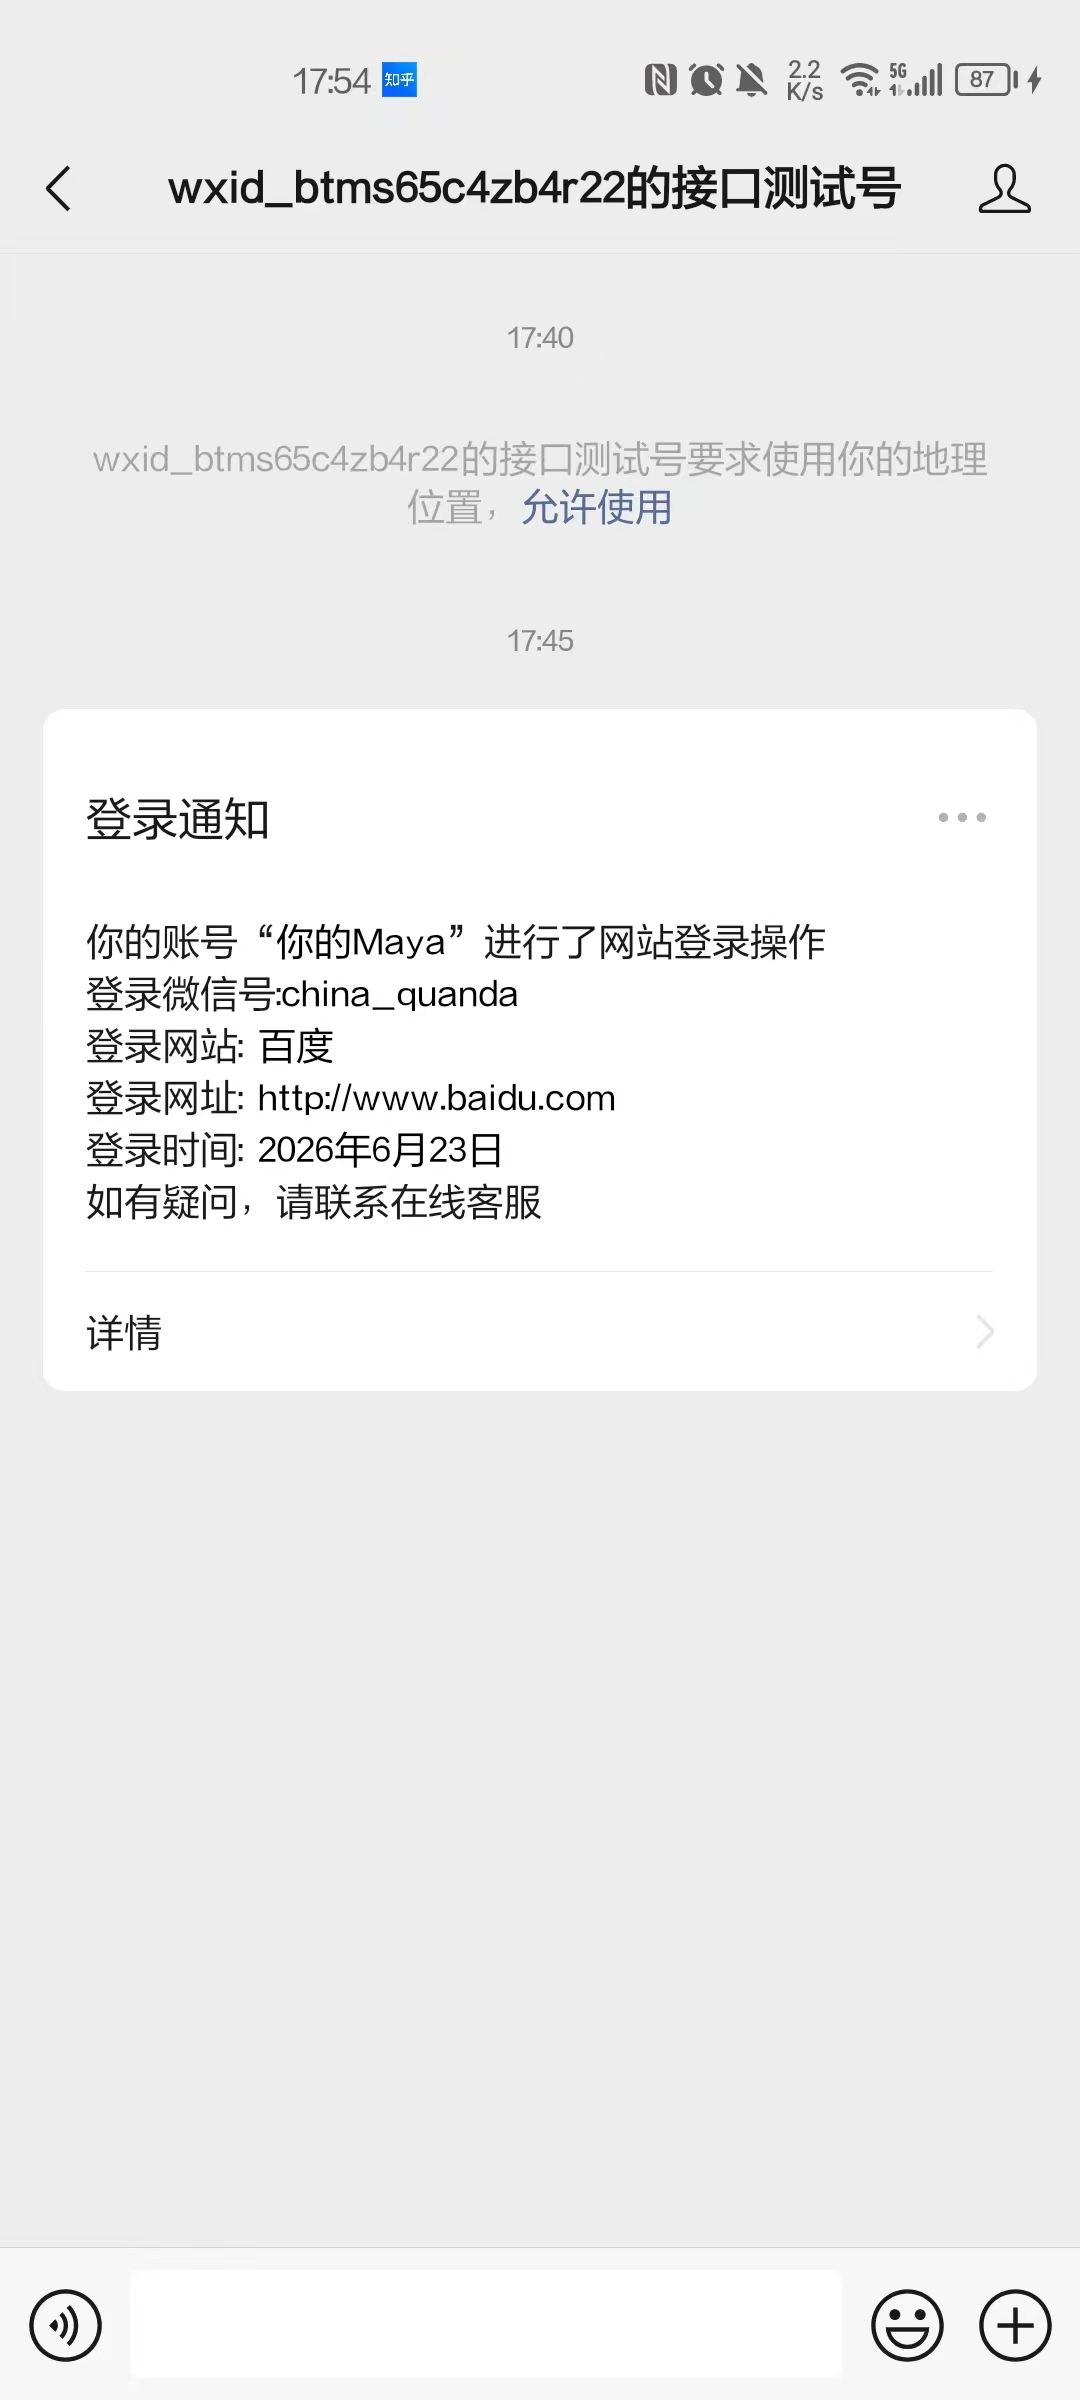 17:54 知乎 2.2 K/s 5G 87
wxid_btms65c4zb4r22的接口测试号
17:40
wxid_btms65c4zb4r22的接口测试号要求使用你的地理
位置，允许使用
17:45
登录通知
你的账号“你的Maya”进行了网站登录操作
登录微信号:china_quanda
登录网站: 百度
登录网址: http://www.baidu.com
登录时间: 2026年6月23日
如有疑问，请联系在线客服
详情